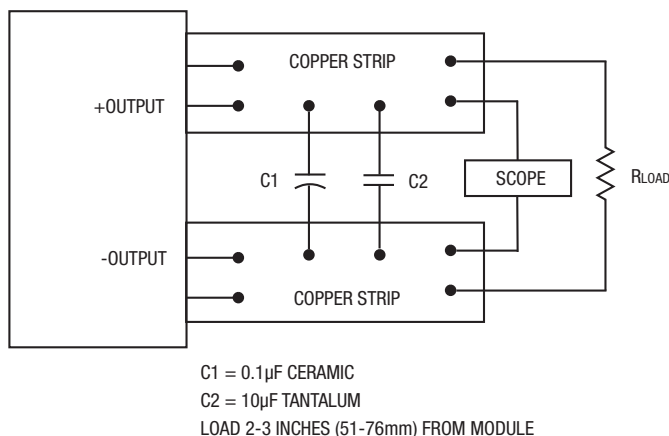 COPPER STRIP
+OUTPUT
C1
C2
SCOPE
RLOAD
-OUTPUT
COPPER STRIP
C1 = 0.1µF CERAMIC
C2 = 10µF TANTALUM
LOAD 2-3 INCHES (51-76mm) FROM MODULE